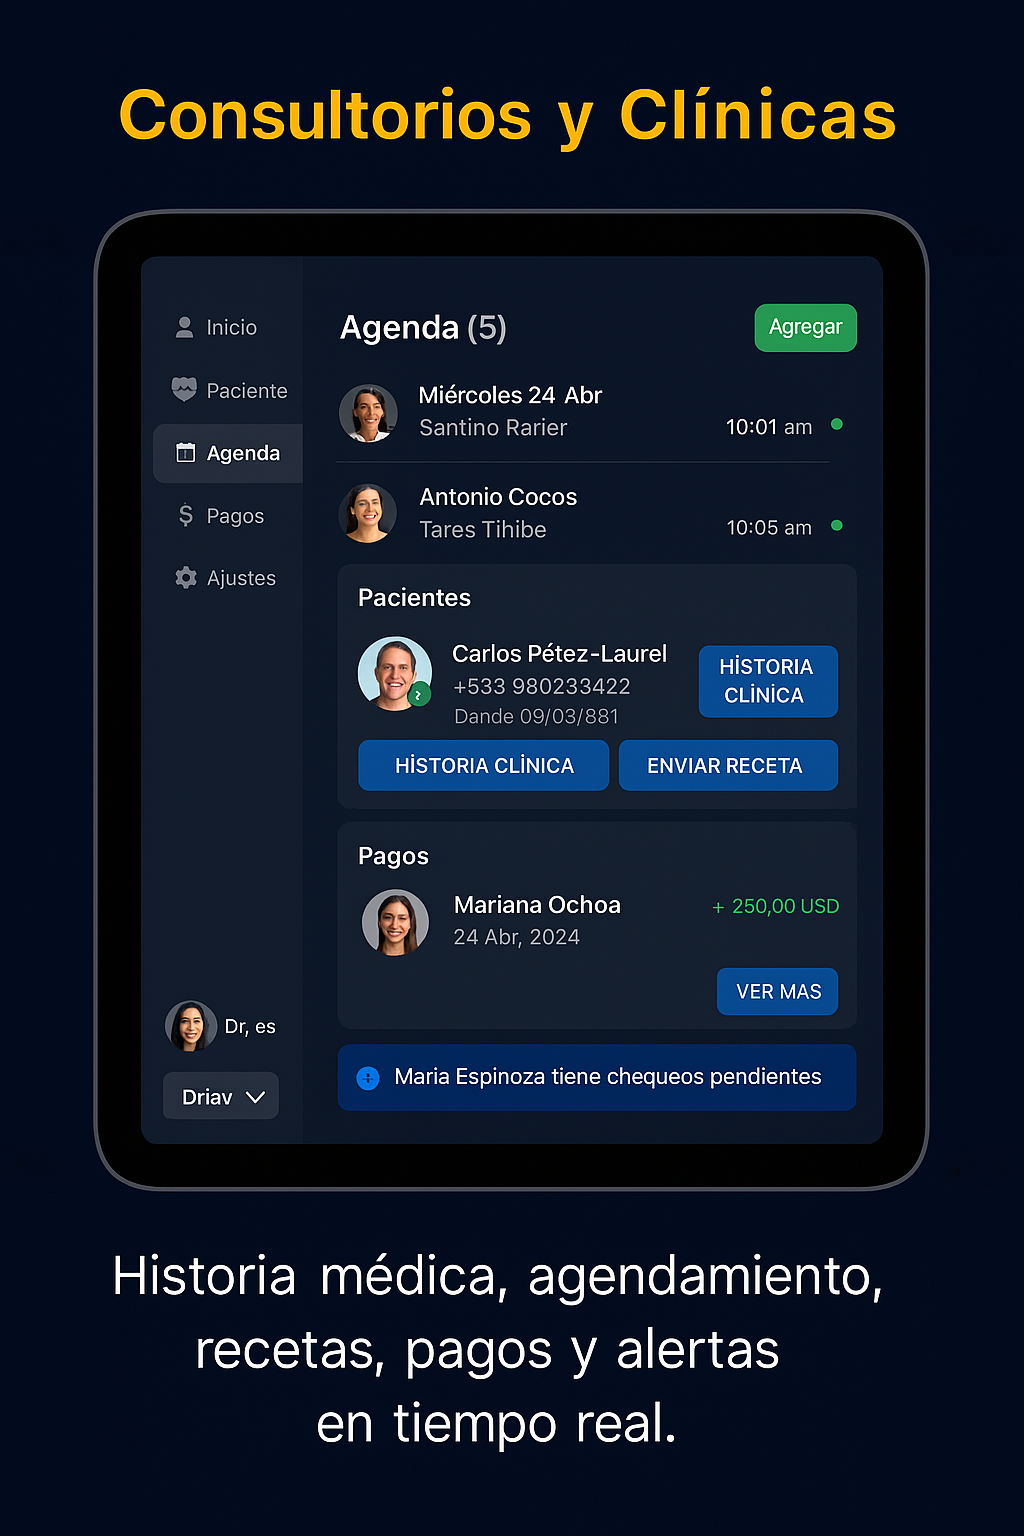 Consultorios y Clínicas
Inicio
Paciente
Agenda
Pagos
Ajustes
Dr, es
Driav
Agenda (5)
Agregar
Miércoles 24 Abr
Santino Rarier
10:01 am
Antonio Cocos
Tares Tihibe
10:05 am
Pacientes
Carlos Pétez-Laurel
+533 980233422
Dande 09/03/881
HİSTORIA
CLİNİCA
HİSTORIA CLİNICA
ENVIAR RECETA
Pagos
Mariana Ochoa
24 Abr, 2024
+ 250,00 USD
VER MAS
Maria Espinoza tiene chequeos pendientes
Historia médica, agendamiento,
recetas, pagos y alertas
en tiempo real.